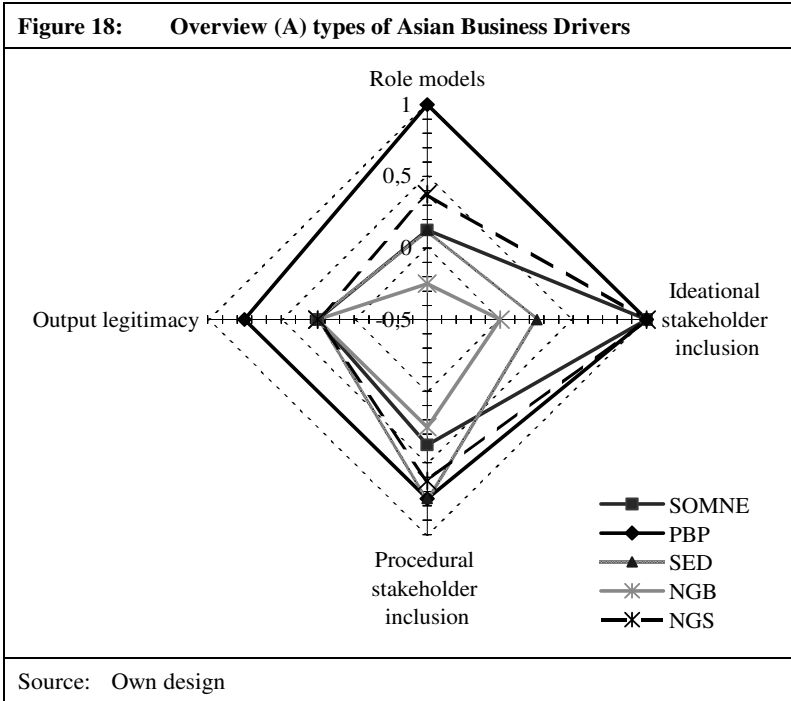 Figure 18: Overview (A) types of Asian Business Drivers
Role models
1
0,5
0
-0,5
Output legitimacy
Ideational
stakeholder
inclusion
Procedural
stakeholder
inclusion
SOMNE
PBP
SED
NGB
NGS
Source: Own design